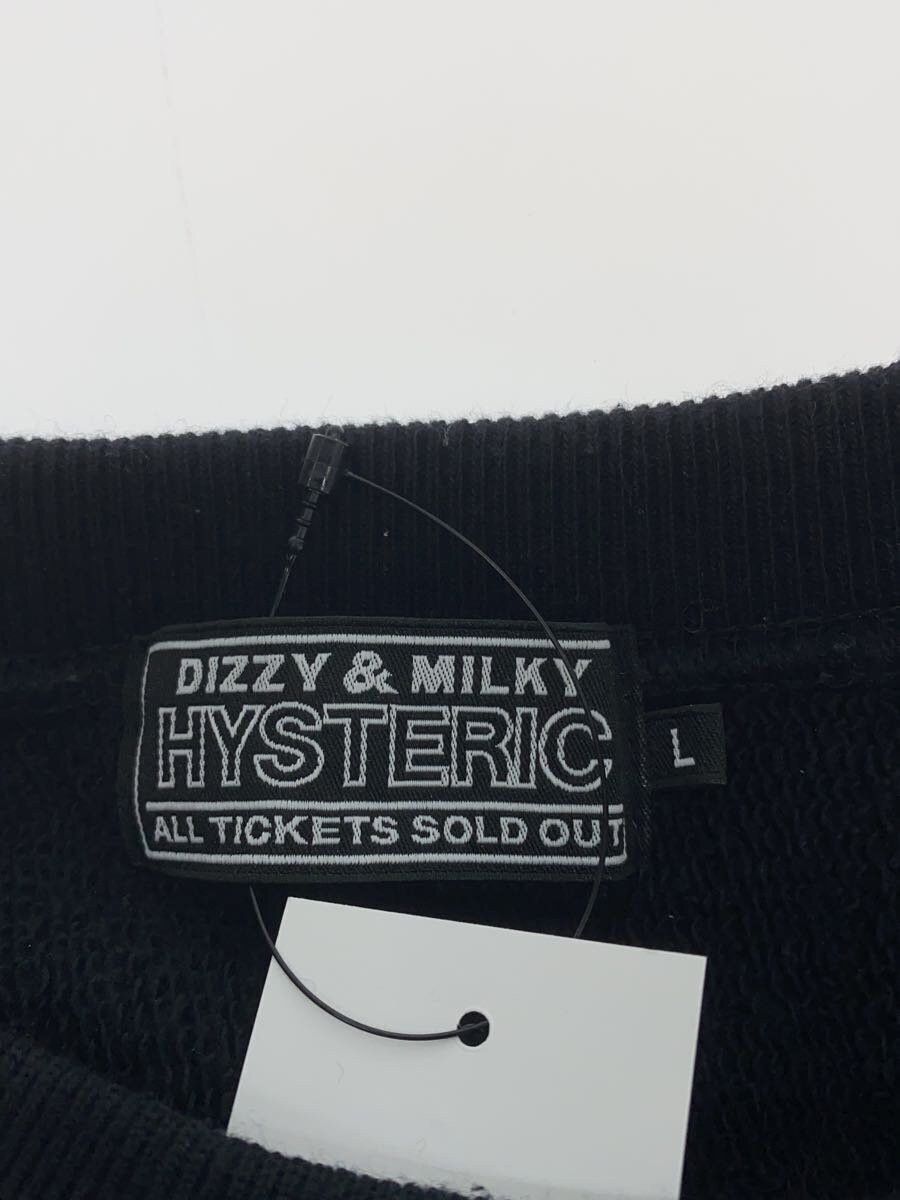 DIZZY & MILKY
HYSTERIC
ALL TICKETS SOLD OUT
L